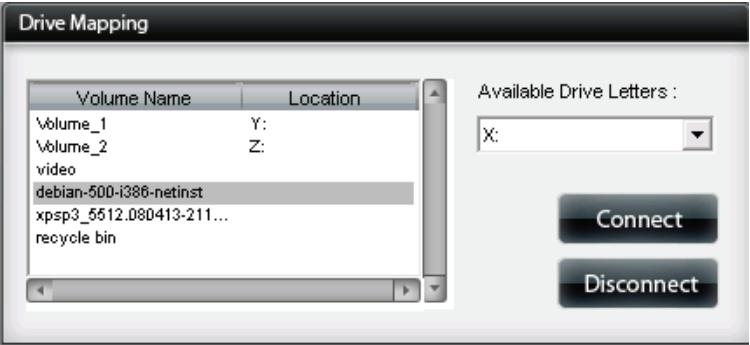 Drive Mapping
Volume Name Location
Volume_1 Y:
Volume_2 Z:
video
debian-500-i386-netinst
xpsp3_5512.080413-211...
recycle bin
Available Drive Letters :
X:
Connect
Disconnect